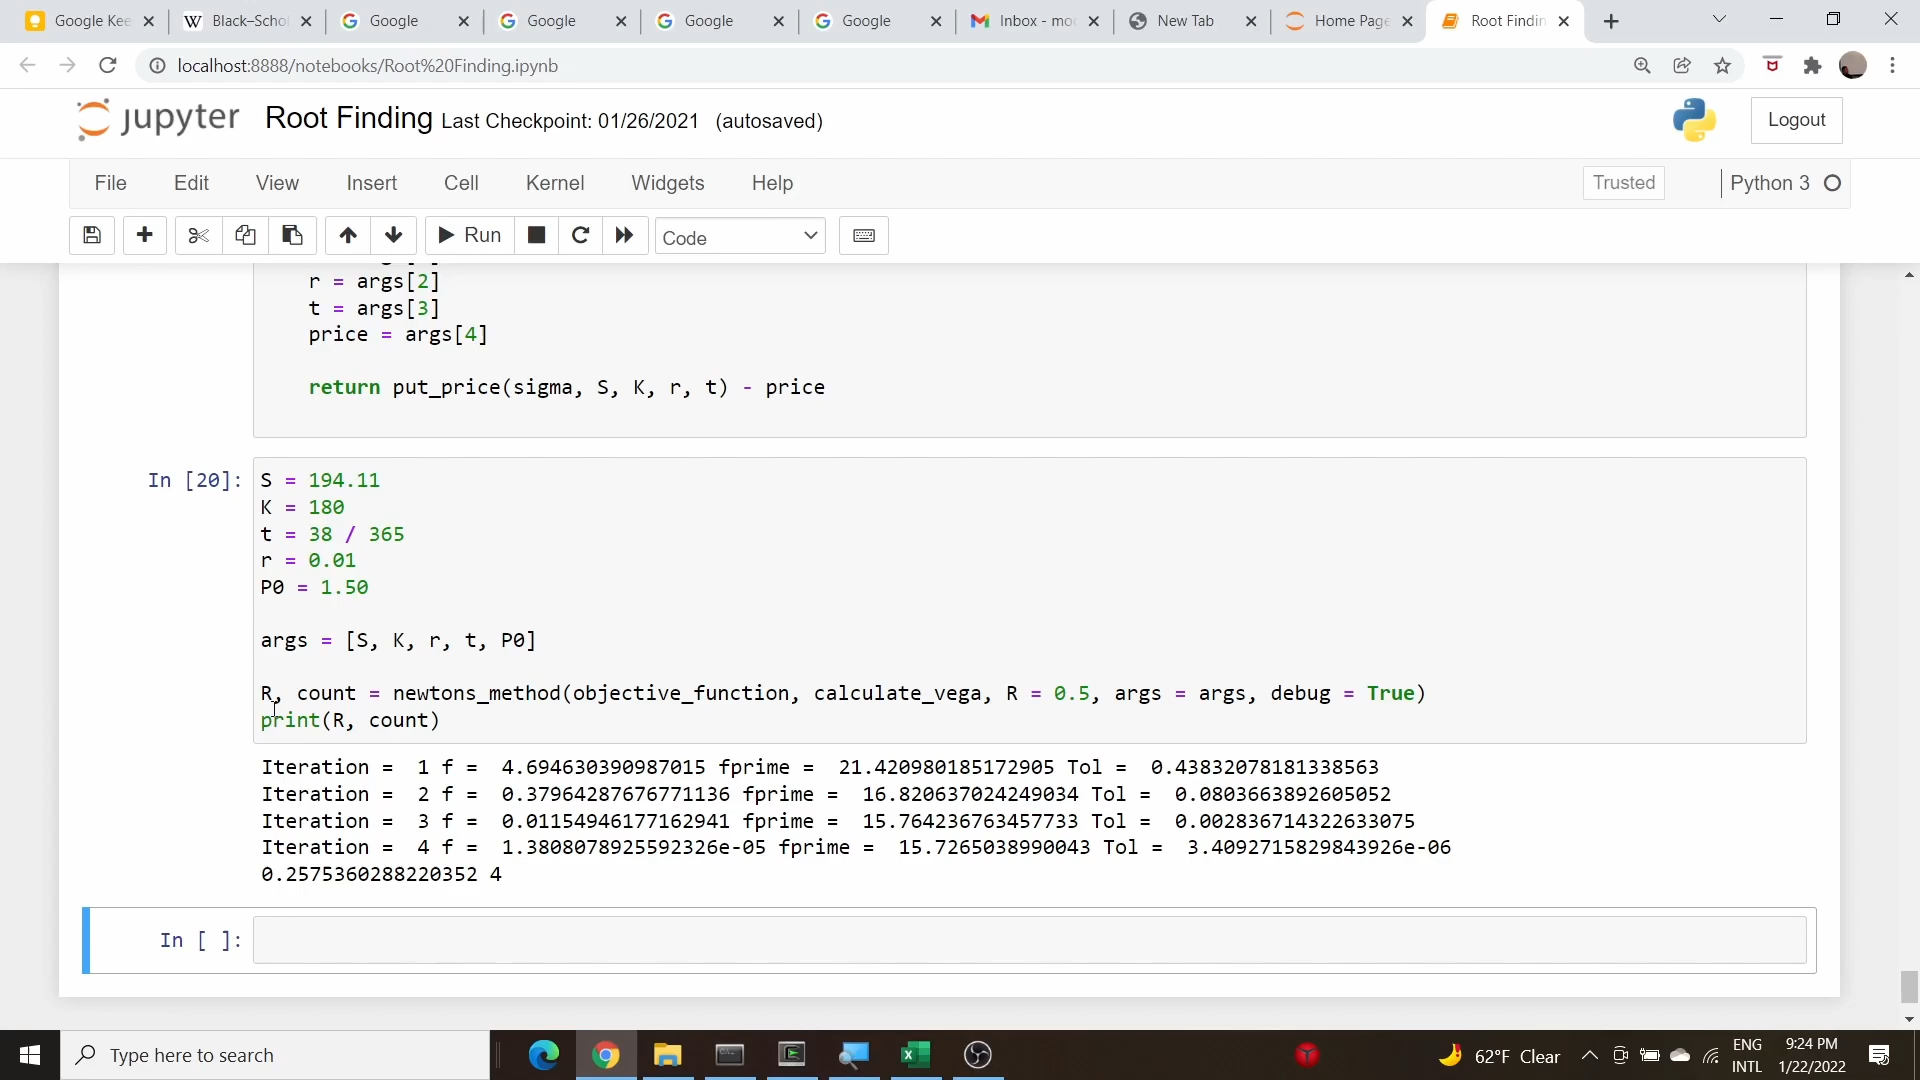 Google Kee
Black–Schol
Google
Google
Google
Google
Inbox - moo
New Tab
Home Page
Root Findin
localhost:8888/notebooks/Root%20Finding.ipynb
jupyter Root Finding Last Checkpoint: 01/26/2021 (autosaved)
Logout
File Edit View Insert Cell Kernel Widgets Help
Trusted
Python 3
Run
Code
r = args[2]
t = args[3]
price = args[4]
return put_price(sigma, S, K, r, t) - price
In [20]: S = 194.11
K = 180
t = 38 / 365
r = 0.01
P0 = 1.50
args = [S, K, r, t, P0]
R, count = newtons_method(objective_function, calculate_vega, R = 0.5, args = args, debug = True)
print(R, count)
Iteration =  1 f =  4.694630390987015 fprime =  21.420980185172905 Tol =  0.43832078181338563
Iteration =  2 f =  0.37964287676771136 fprime =  16.820637024249034 Tol =  0.0803663892605052
Iteration =  3 f =  0.01154946177162941 fprime =  15.764236763457733 Tol =  0.002836714322633075
Iteration =  4 f =  1.3808078925592326e-05 fprime =  15.7265038990043 Tol =  3.4092715829843926e-06
0.2575360288220352 4
In [ ]:
Type here to search
62°F Clear
ENG
INTL
9:24 PM
1/22/2022